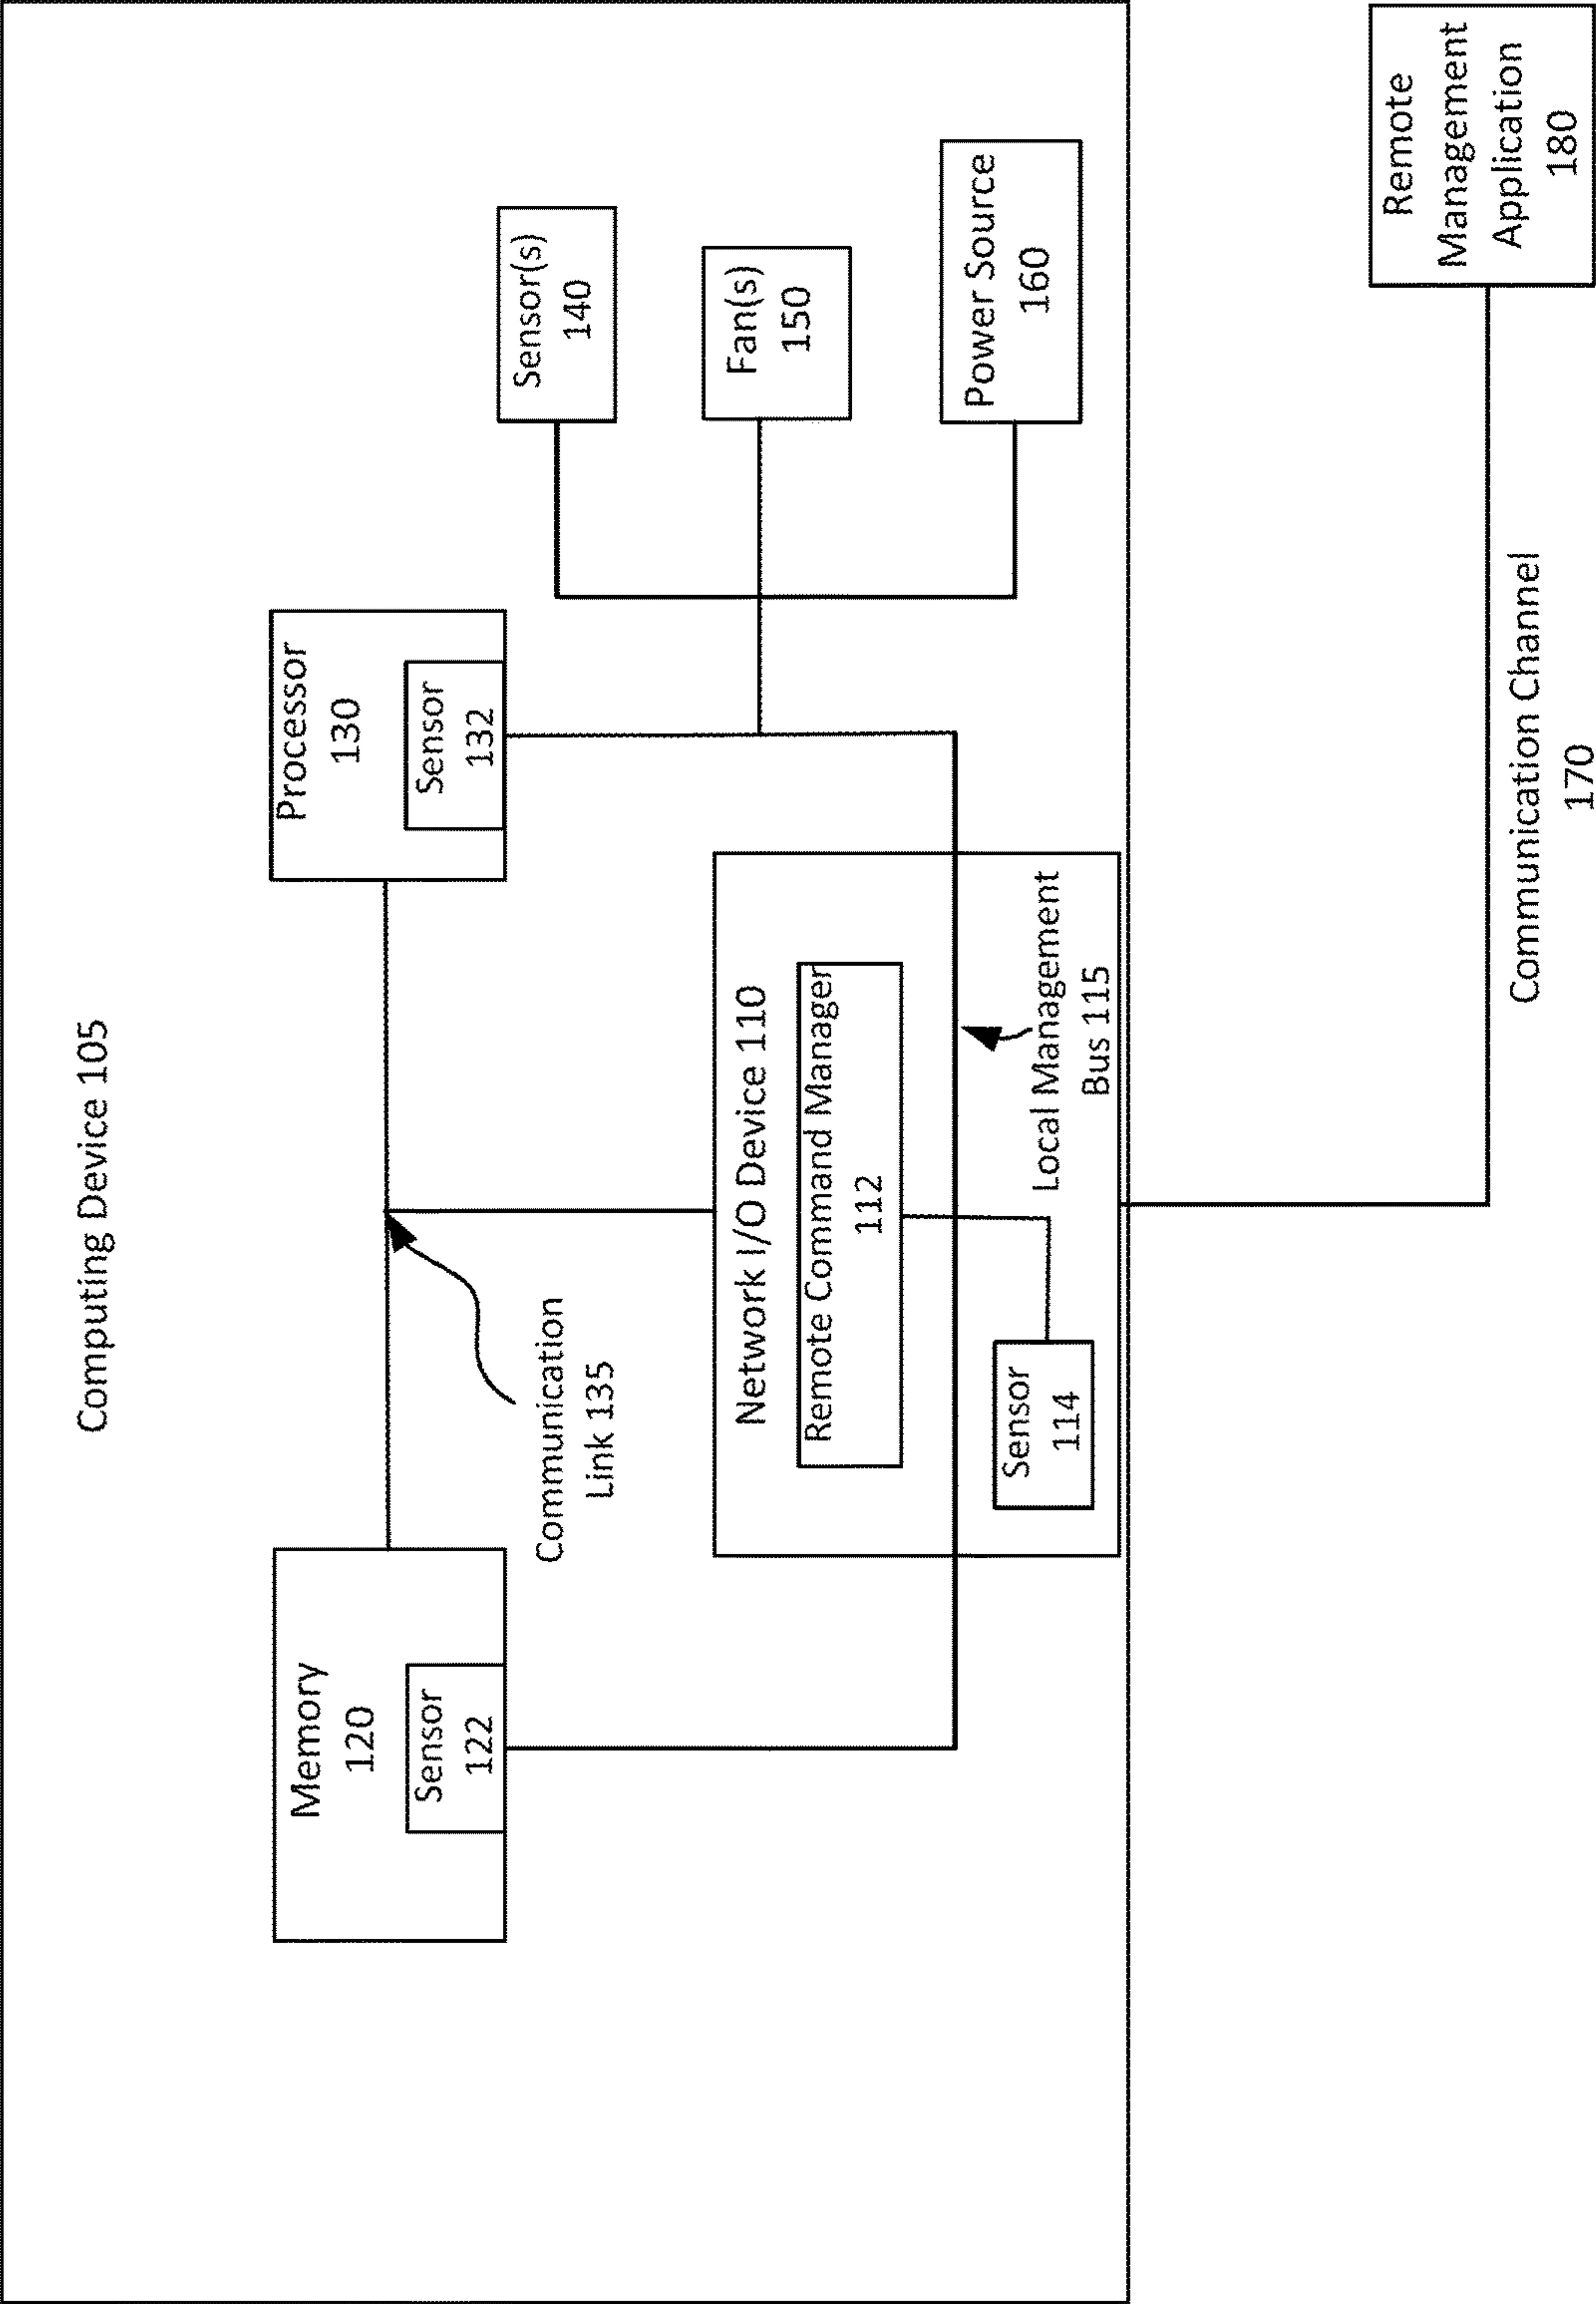 Computing Device 105
Memory
120
Sensor
122
Communication
Link 135
Processor
130
Sensor
132
Sensor(s)
140
Fan(s)
150
Power Source
160
Network I/O Device 110
Remote Command Manager
112
Sensor
114
Local Management
Bus 115
Communication Channel
170
Remote
Management
Application
180